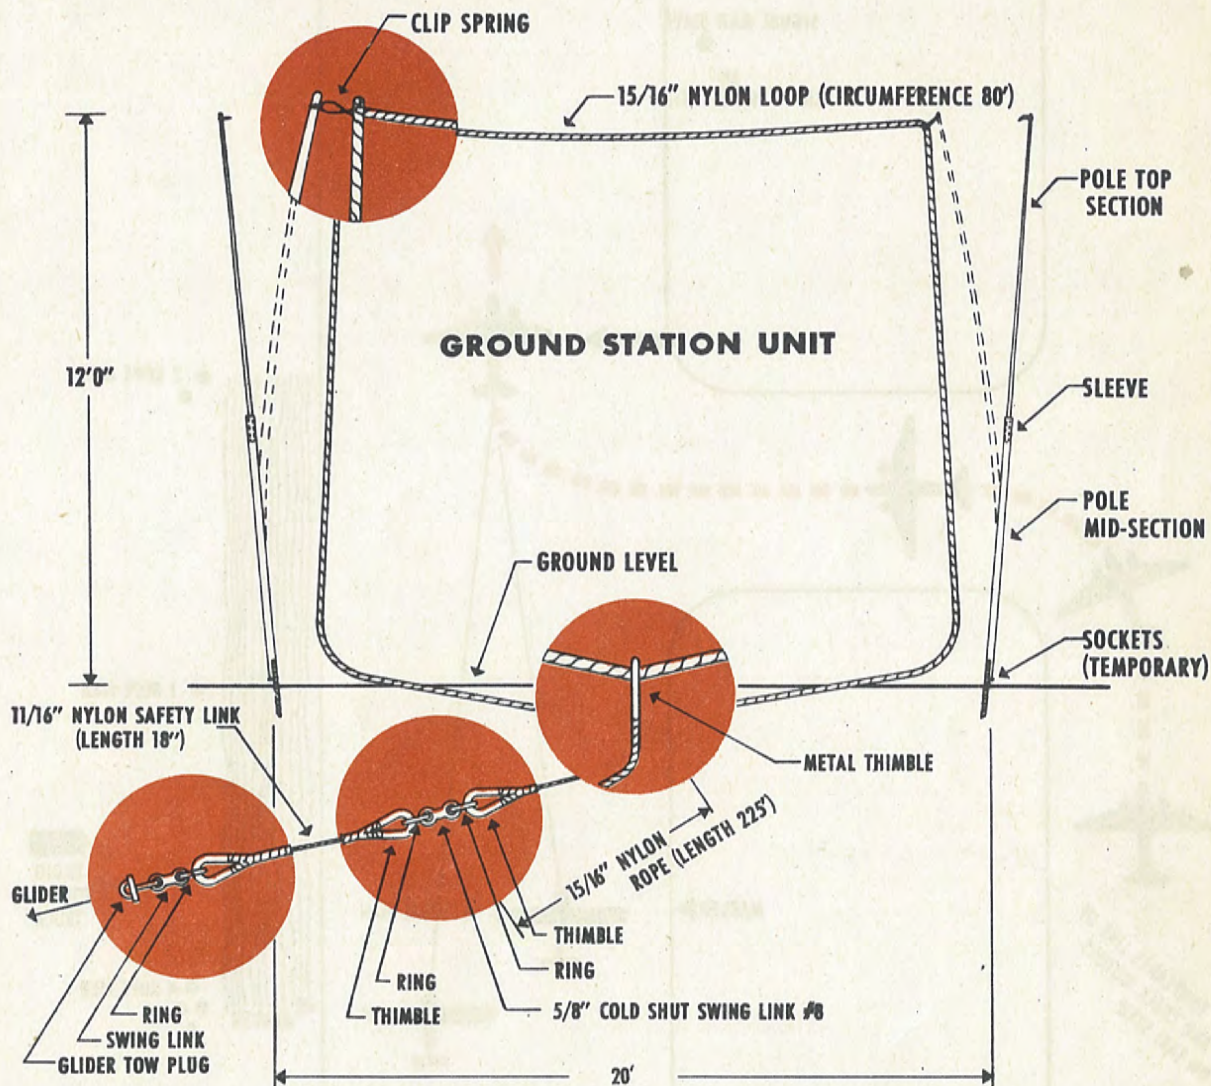 CLIP SPRING
15/16" NYLON LOOP (CIRCUMFERENCE 80')
POLE TOP
SECTION
GROUND STATION UNIT
12'0"
SLEEVE
POLE
MID-SECTION
GROUND LEVEL
SOCKETS
(TEMPORARY)
11/16" NYLON SAFETY LINK
(LENGTH 18")
METAL THIMBLE
15/16" NYLON
ROPE (LENGTH 225')
GLIDER
THIMBLE
RING
RING
THIMBLE
5/8" COLD SHUT SWING LINK #8
RING
SWING LINK
GLIDER TOW PLUG
20'